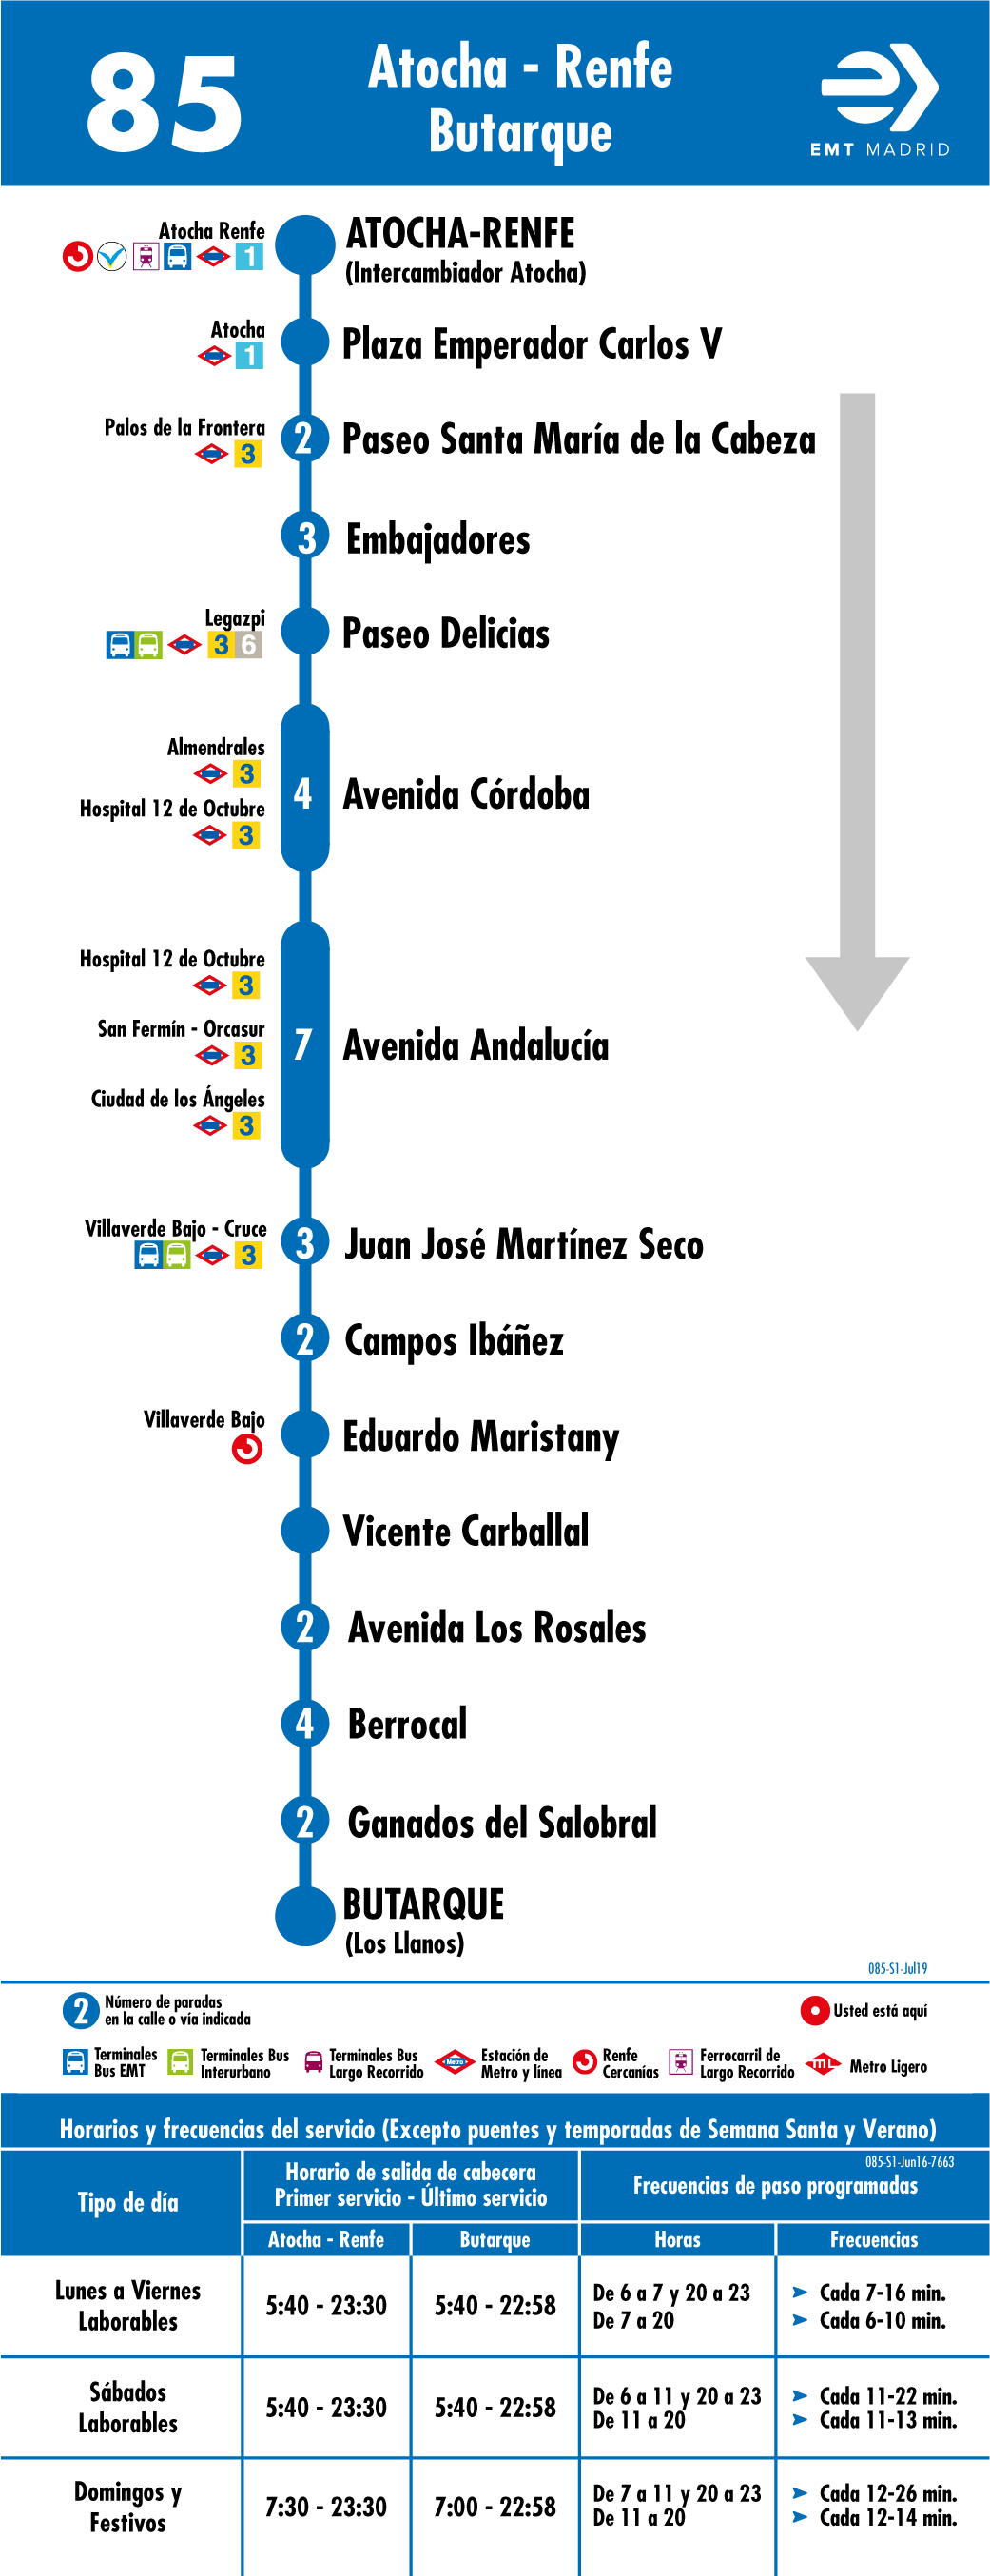 85
Atocha - Renfe
Butarque
EMT MADRID
Atocha Renfe
1
ATOCHA-RENFE
(Intercambiador Atocha)
Atocha
1
Plaza Emperador Carlos V
Palos de la Frontera
3
2
Paseo Santa María de la Cabeza
3
Embajadores
Legazpi
3 6
Paseo Delicias
Almendrales
3
Hospital 12 de Octubre
3
4
Avenida Córdoba
Hospital 12 de Octubre
3
San Fermín - Orcasur
3
Ciudad de los Ángeles
3
7
Avenida Andalucía
Villaverde Bajo - Cruce
3
3
Juan José Martínez Seco
2
Campos Ibáñez
Villaverde Bajo
Eduardo Maristany
Vicente Carballal
2
Avenida Los Rosales
4
Berrocal
2
Ganados del Salobral
BUTARQUE
(Los Llanos)
085-S1-Jul19
2
Número de paradas
en la calle o vía indicada
Usted está aquí
Terminales
Bus EMT
Terminales Bus
Interurbano
Terminales Bus
Largo Recorrido
Metro
Estación de
Metro y línea
Renfe
Cercanías
Ferrocarril de
Largo Recorrido
ML
Metro Ligero
Horarios y frecuencias del servicio (Excepto puentes y temporadas de Semana Santa y Verano)
085-S1-Jun16-7663
Tipo de día
Horario de salida de cabecera
Primer servicio - Último servicio
Frecuencias de paso programadas
Atocha - Renfe
Butarque
Horas
Frecuencias
Lunes a Viernes
Laborables
5:40 - 23:30
5:40 - 22:58
De 6 a 7 y 20 a 23
Cada 7-16 min.
De 7 a 20
Cada 6-10 min.
Sábados
Laborables
5:40 - 23:30
5:40 - 22:58
De 6 a 11 y 20 a 23
Cada 11-22 min.
De 11 a 20
Cada 11-13 min.
Domingos y
Festivos
7:30 - 23:30
7:00 - 22:58
De 7 a 11 y 20 a 23
Cada 12-26 min.
De 11 a 20
Cada 12-14 min.